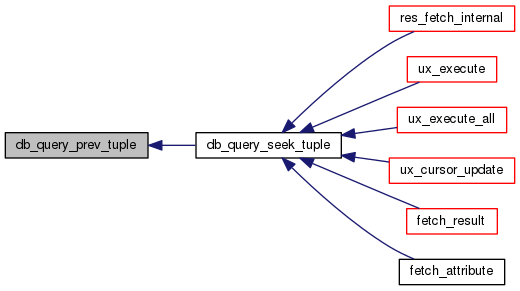 db_query_prev_tuple
db_query_seek_tuple
res_fetch_internal
ux_execute
ux_execute_all
ux_cursor_update
fetch_result
fetch_attribute